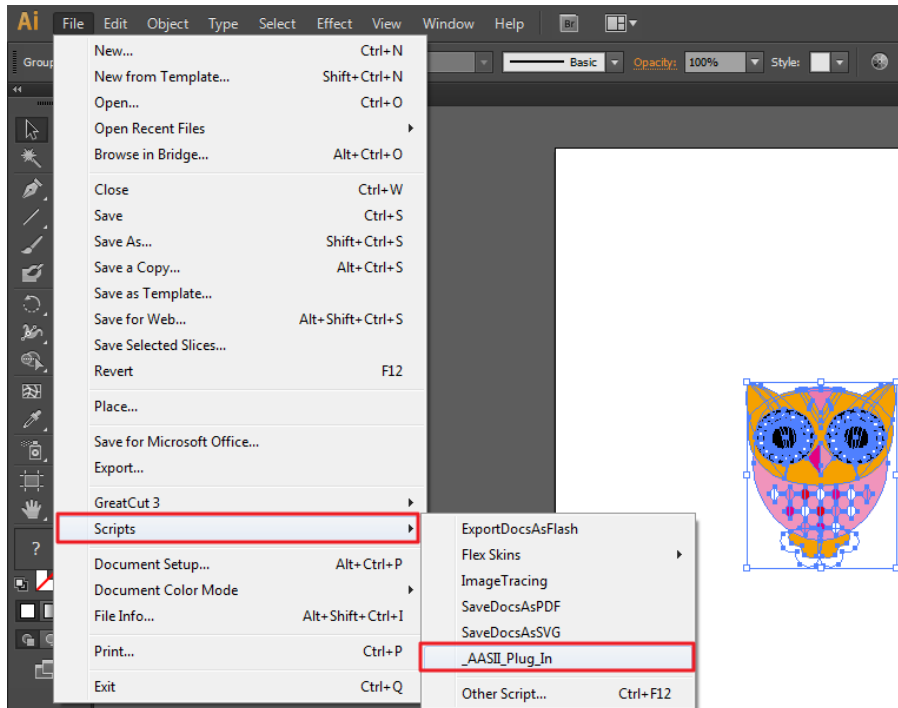 Ai File Edit Object Type Select Effect View Window Help Br
Group Basic Opacity: 100% Style:
New... Ctrl+N
New from Template... Shift+Ctrl+N
Open... Ctrl+O
Open Recent Files
Browse in Bridge... Alt+Ctrl+O
Close Ctrl+W
Save Ctrl+S
Save As... Shift+Ctrl+S
Save a Copy... Alt+Ctrl+S
Save as Template...
Save for Web... Alt+Shift+Ctrl+S
Save Selected Slices...
Revert F12
Place...
Save for Microsoft Office...
Export...
GreatCut 3
Scripts
Document Setup... Alt+Ctrl+P
Document Color Mode
File Info... Alt+Shift+Ctrl+I
Print... Ctrl+P
Exit Ctrl+Q
ExportDocsAsFlash
Flex Skins
ImageTracing
SaveDocsAsPDF
SaveDocsAsSVG
_AASII_Plug_In
Other Script... Ctrl+F12
?